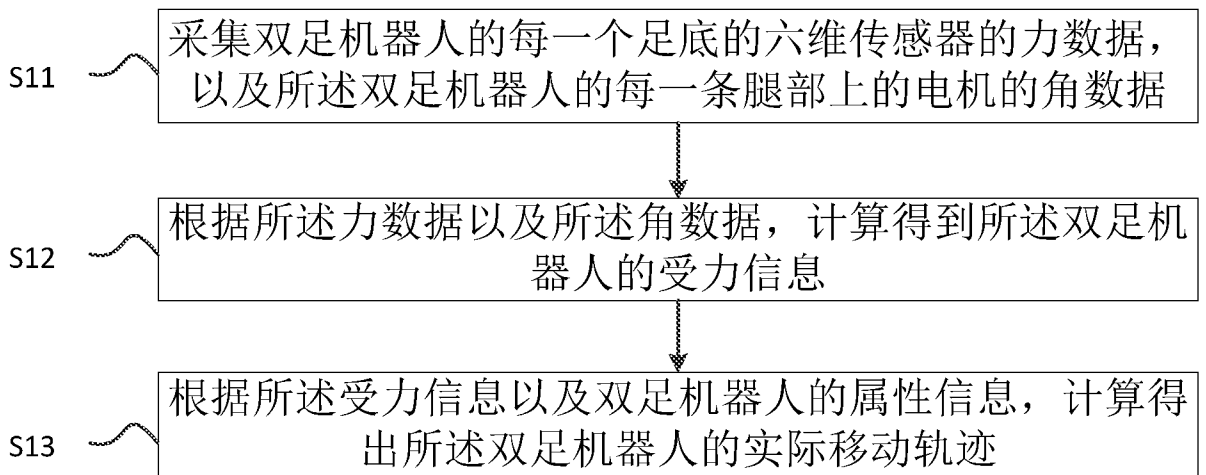 S11
采集双足机器人的每一个足底的六维传感器的力数据，
以及所述双足机器人的每一条腿部上的电机的角数据
S12
根据所述力数据以及所述角数据，计算得到所述双足机
器人的受力信息
S13
根据所述受力信息以及双足机器人的属性信息，计算得
出所述双足机器人的实际移动轨迹